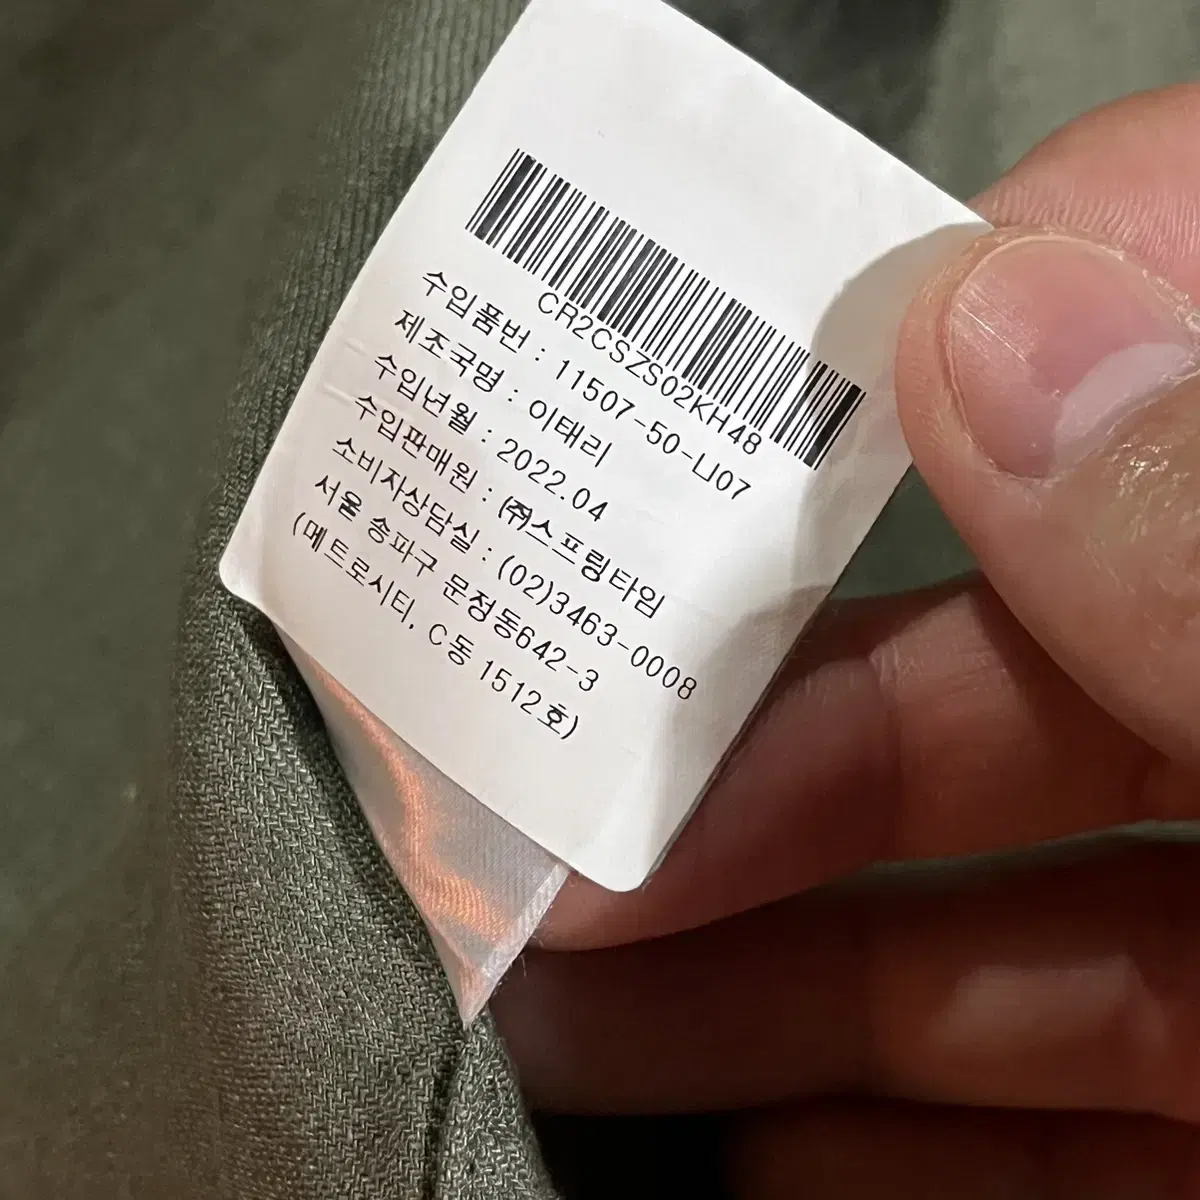 CR2CSZS02KH48
수입품번 : 11507-50-LJ07
제조국명 : 이태리
수입년월 : 2022.04
수입판매원 : ㈜스프링타임
소비자상담실 : (02)3463-0008
서울 송파구 문정동642-3
(메트로시티, C동 1512호)